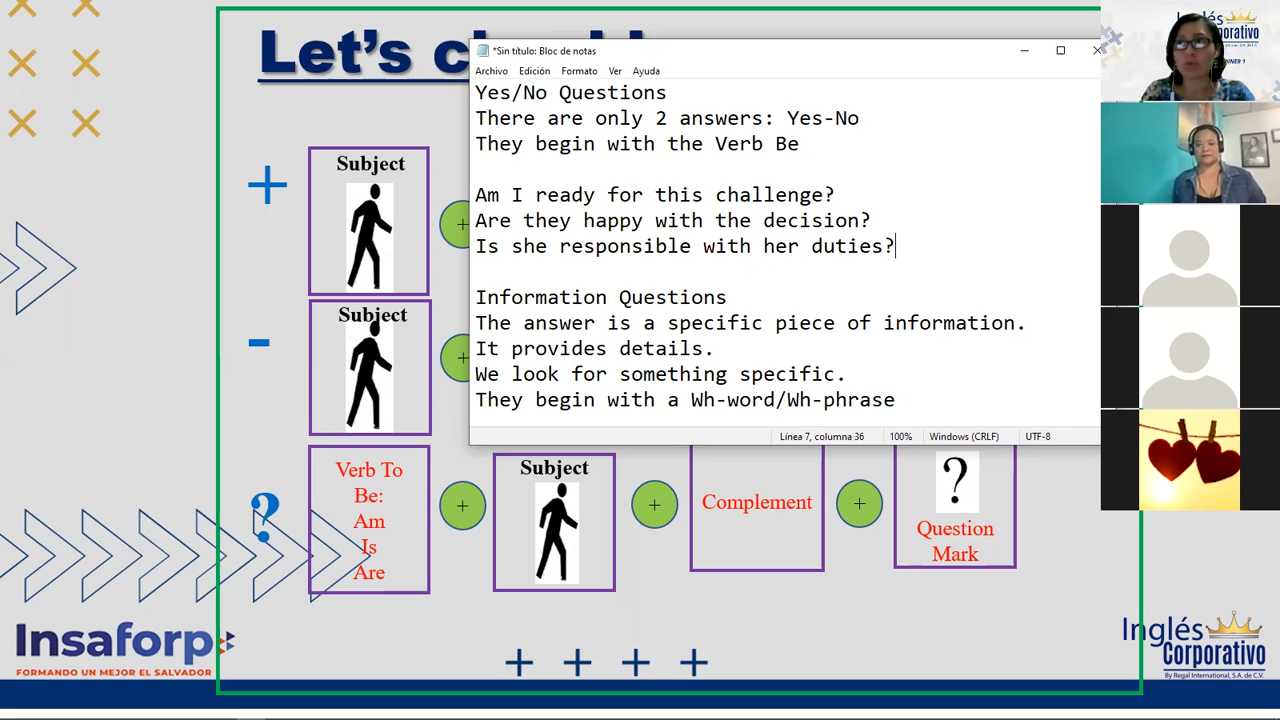 Let's c
*Sin título: Bloc de notas
Archivo Edición Formato Ver Ayuda
Yes/No Questions
There are only 2 answers: Yes-No
They begin with the Verb Be
Am I ready for this challenge?
Are they happy with the decision?
Is she responsible with her duties?
Information Questions
The answer is a specific piece of information.
It provides details.
We look for something specific.
They begin with a Wh-word/Wh-phrase
Línea 7, columna 36 100% Windows (CRLF) UTF-8
+
Subject
+
-
Subject
+
?
Verb To
Be:
Am
Is
Are
+
Subject
+
Complement
+
?
Question
Mark
Insaforp
FORMANDO UN MEJOR EL SALVADOR
Inglés
Corporativo
By Regal International, S.A. de C.V.
Inglés
Corporativo